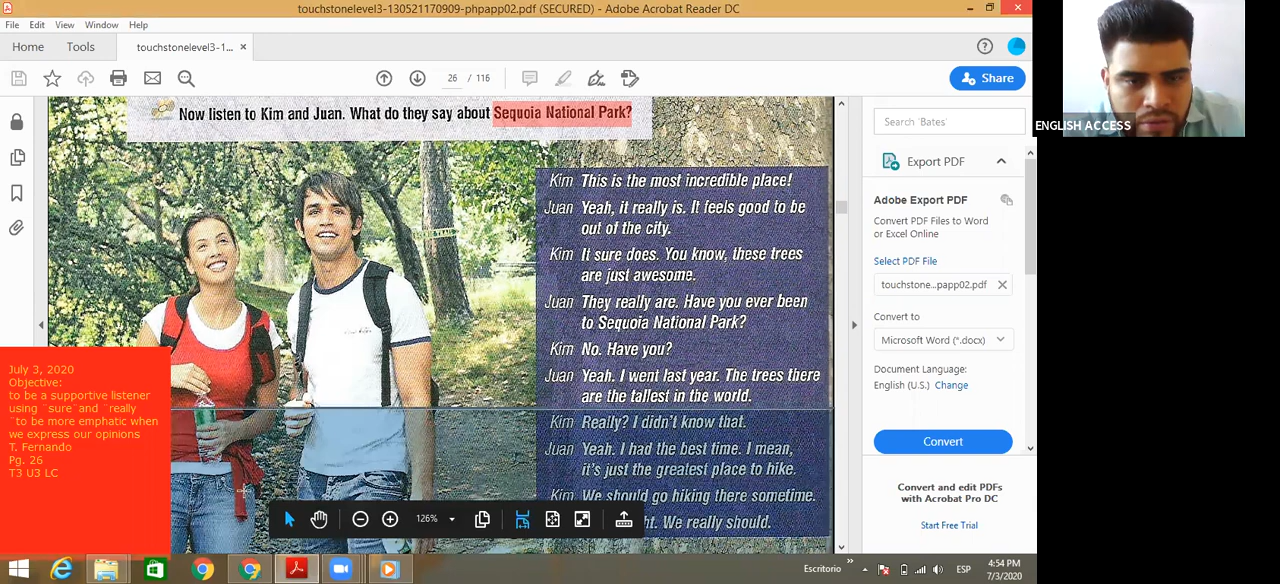 touchstonelevel3-130521170909-phpapp02.pdf (SECURED) - Adobe Acrobat Reader DC
File Edit View Window Help
Home Tools touchstonelevel3-1... ×
26 / 116
Share
Now listen to Kim and Juan. What do they say about Sequoia National Park?
Kim This is the most incredible place!
Juan Yeah, it really is. It feels good to be
out of the city.
Kim It sure does. You know, these trees
are just awesome.
Juan They really are. Have you ever been
to Sequoia National Park?
Kim No. Have you?
Juan Yeah. I went last year. The trees there
are the tallest in the world.
Kim Really? I didn't know that.
Juan Yeah. I had the best time. I mean,
it's just the greatest place to hike.
Kim We should go hiking there sometime.
We really should.
July 3, 2020
Objective:
to be a supportive listener
using ¨sure¨and ¨really
¨to be more emphatic when
we express our opinions
T. Fernando
Pg. 26
T3 U3 LC
126%
Search 'Bates'
Export PDF
Adobe Export PDF
Convert PDF Files to Word
or Excel Online
Select PDF File
touchstone...papp02.pdf
Convert to
Microsoft Word (*.docx)
Document Language:
English (U.S.) Change
Convert
Convert and edit PDFs
with Acrobat Pro DC
Start Free Trial
ENGLISH ACCESS
Escritorio
ESP
4:54 PM
7/3/2020